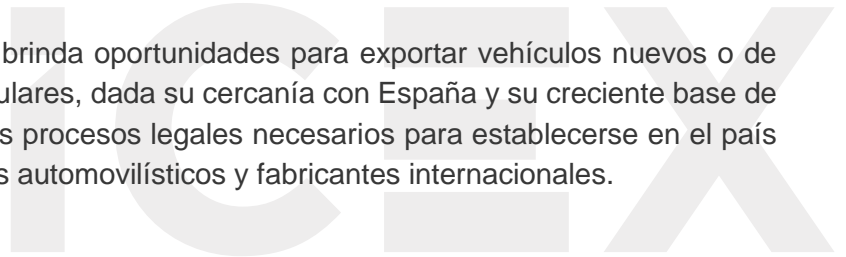 ICEX
brinda oportunidades para exportar vehículos nuevos o de
ulares, dada su cercanía con España y su creciente base de
s procesos legales necesarios para establecerse en el país
s automovilísticos y fabricantes internacionales.